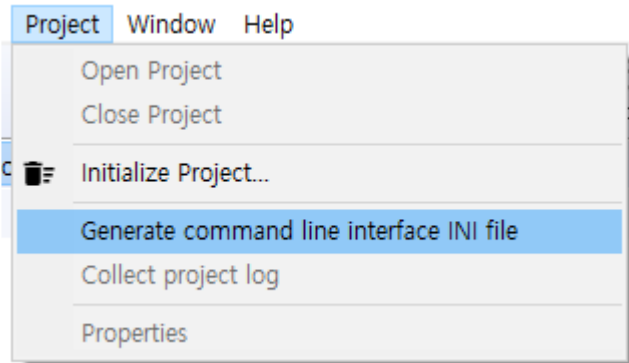 Project Window Help
Open Project
Close Project
Initialize Project...
Generate command line interface INI file
Collect project log
Properties